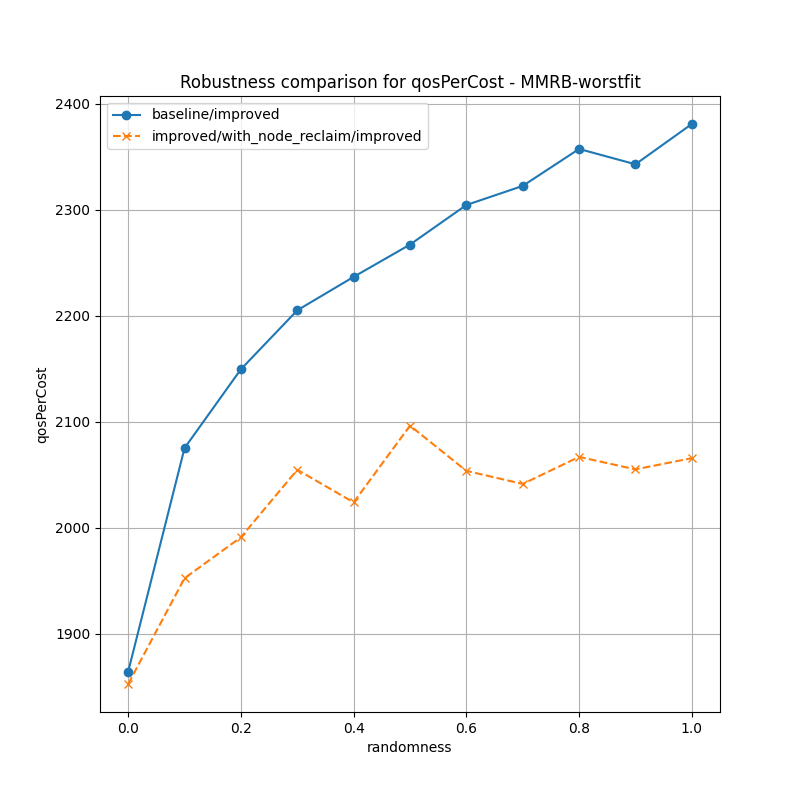 Robustness comparison for qosPerCost - MMRB-worstfit
baseline/improved
improved/with_node_reclaim/improved
qosPerCost
2400
2300
2200
2100
2000
1900
0.0 0.2 0.4 0.6 0.8 1.0
randomness